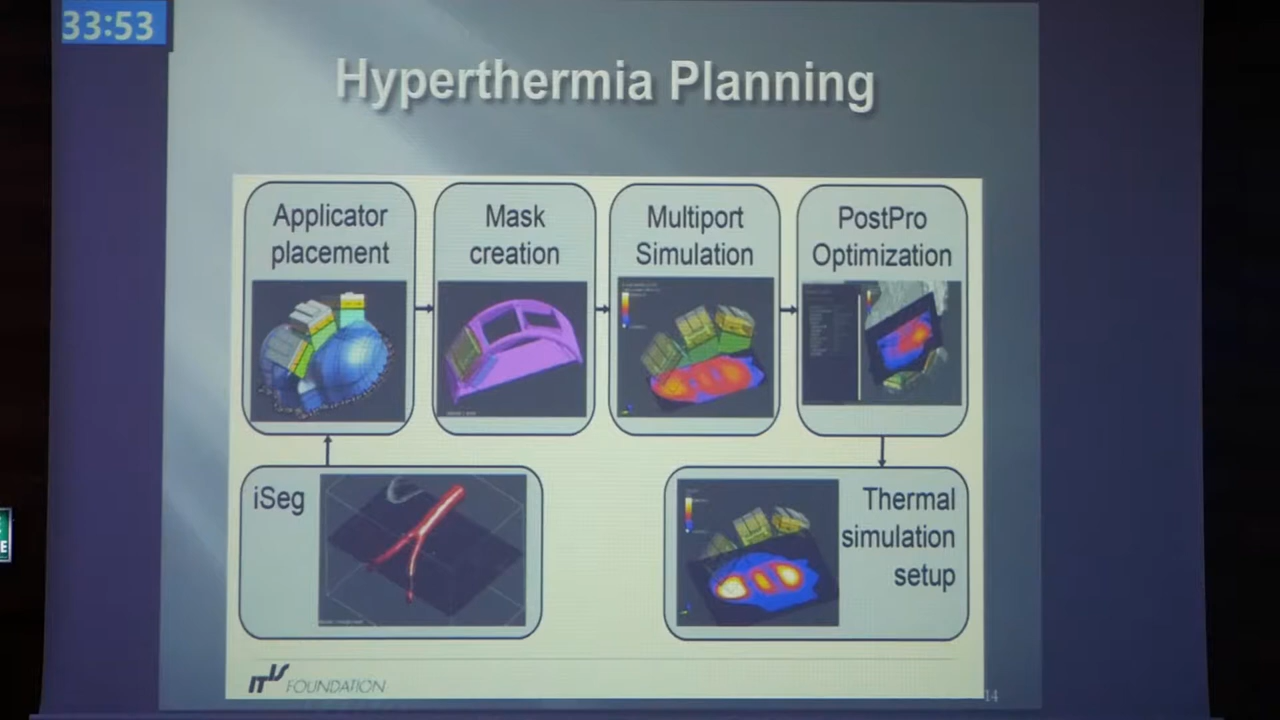 33:53
Hyperthermia Planning
Applicator
placement
Mask
creation
Multiport
Simulation
PostPro
Optimization
iSeg
Thermal
simulation
setup
IT'IS FOUNDATION
14